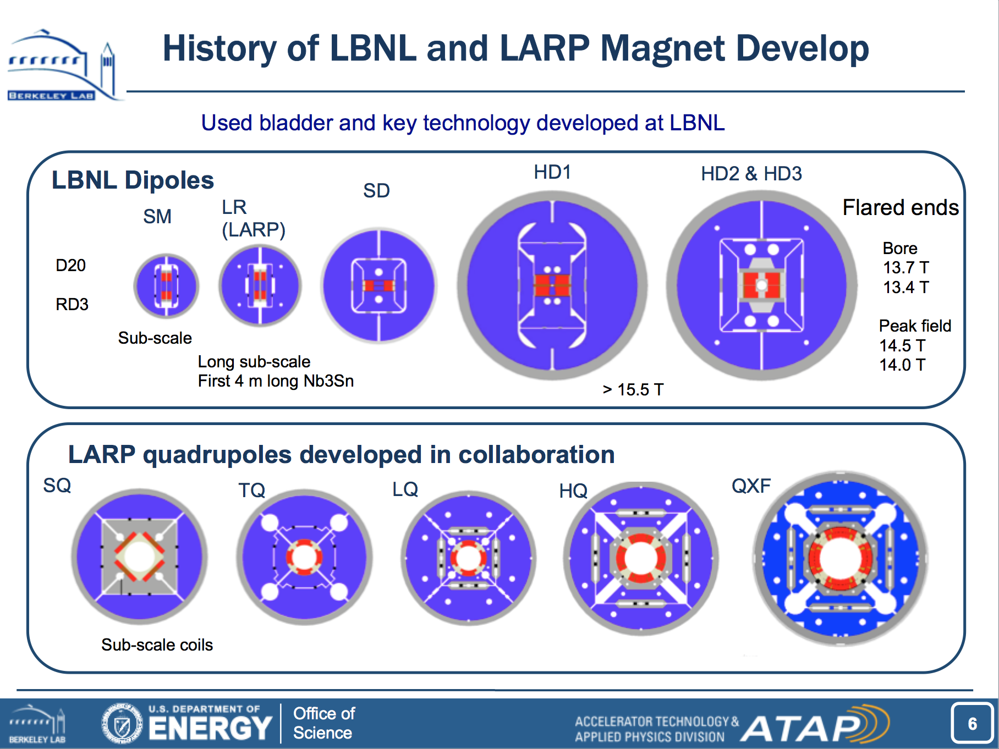 BERKELEY LAB
History of LBNL and LARP Magnet Develop
Used bladder and key technology developed at LBNL
LBNL Dipoles
SM
LR
(LARP)
SD
HD1
HD2 & HD3
Flared ends
D20
RD3
Bore
13.7 T
13.4 T
Peak field
14.5 T
14.0 T
Sub-scale
Long sub-scale
First 4 m long Nb3Sn
> 15.5 T
LARP quadrupoles developed in collaboration
SQ
TQ
LQ
HQ
QXF
Sub-scale coils
BERKELEY LAB
U.S. DEPARTMENT OF
ENERGY
Office of
Science
ACCELERATOR TECHNOLOGY &
APPLIED PHYSICS DIVISION
ATAP
6